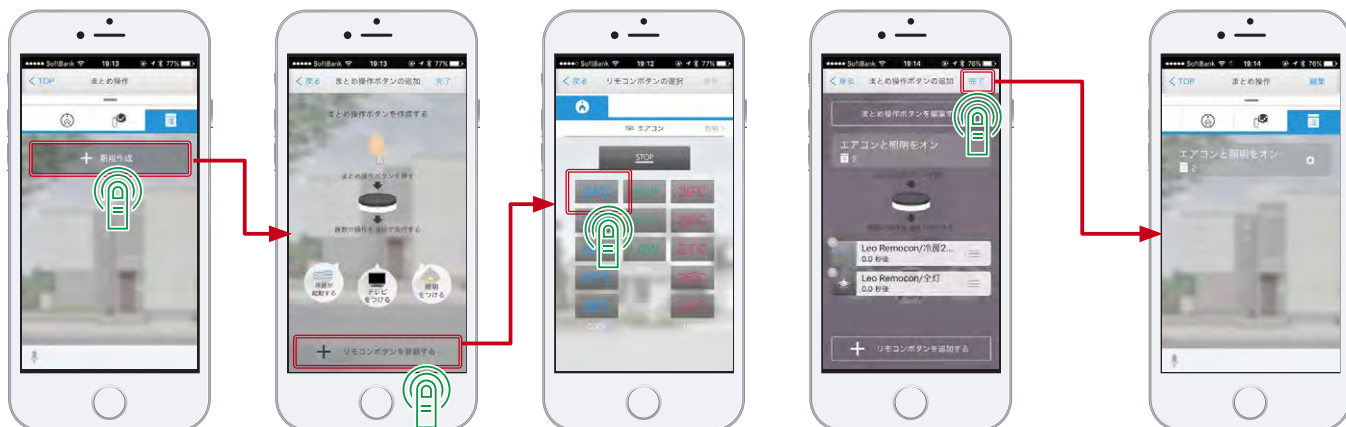 ●●●●● SoftBank 19:13 77%
< TOP まとめ操作
+ 新規作成
●●●●● SoftBank 19:13 77%
< 戻る まとめ操作ボタンの追加 完了
まとめ操作ボタンを作成する
まとめ操作ボタンを押す
複数の操作を連続で実行する
冷房が
起動する
テレビ
をつける
照明
をつける
+ リモコンボタンを登録する
●●●●○ SoftBank 19:12 77%
< 戻る リモコンボタンの選択
エアコン 照明 >
STOP
LOW
COOL
●●●●● SoftBank 19:14 76%
< 戻る まとめ操作ボタンの追加 完了
まとめ操作ボタンを編集す
エアコンと照明をオン
2
Leo Remocon/冷房2...
0.0 秒後
Leo Remocon/全灯
0.0 秒後
+ リモコンボタンを追加する
●●●●● SoftBank 19:14 76%
< TOP まとめ操作 編集
エアコンと照明をオン
2